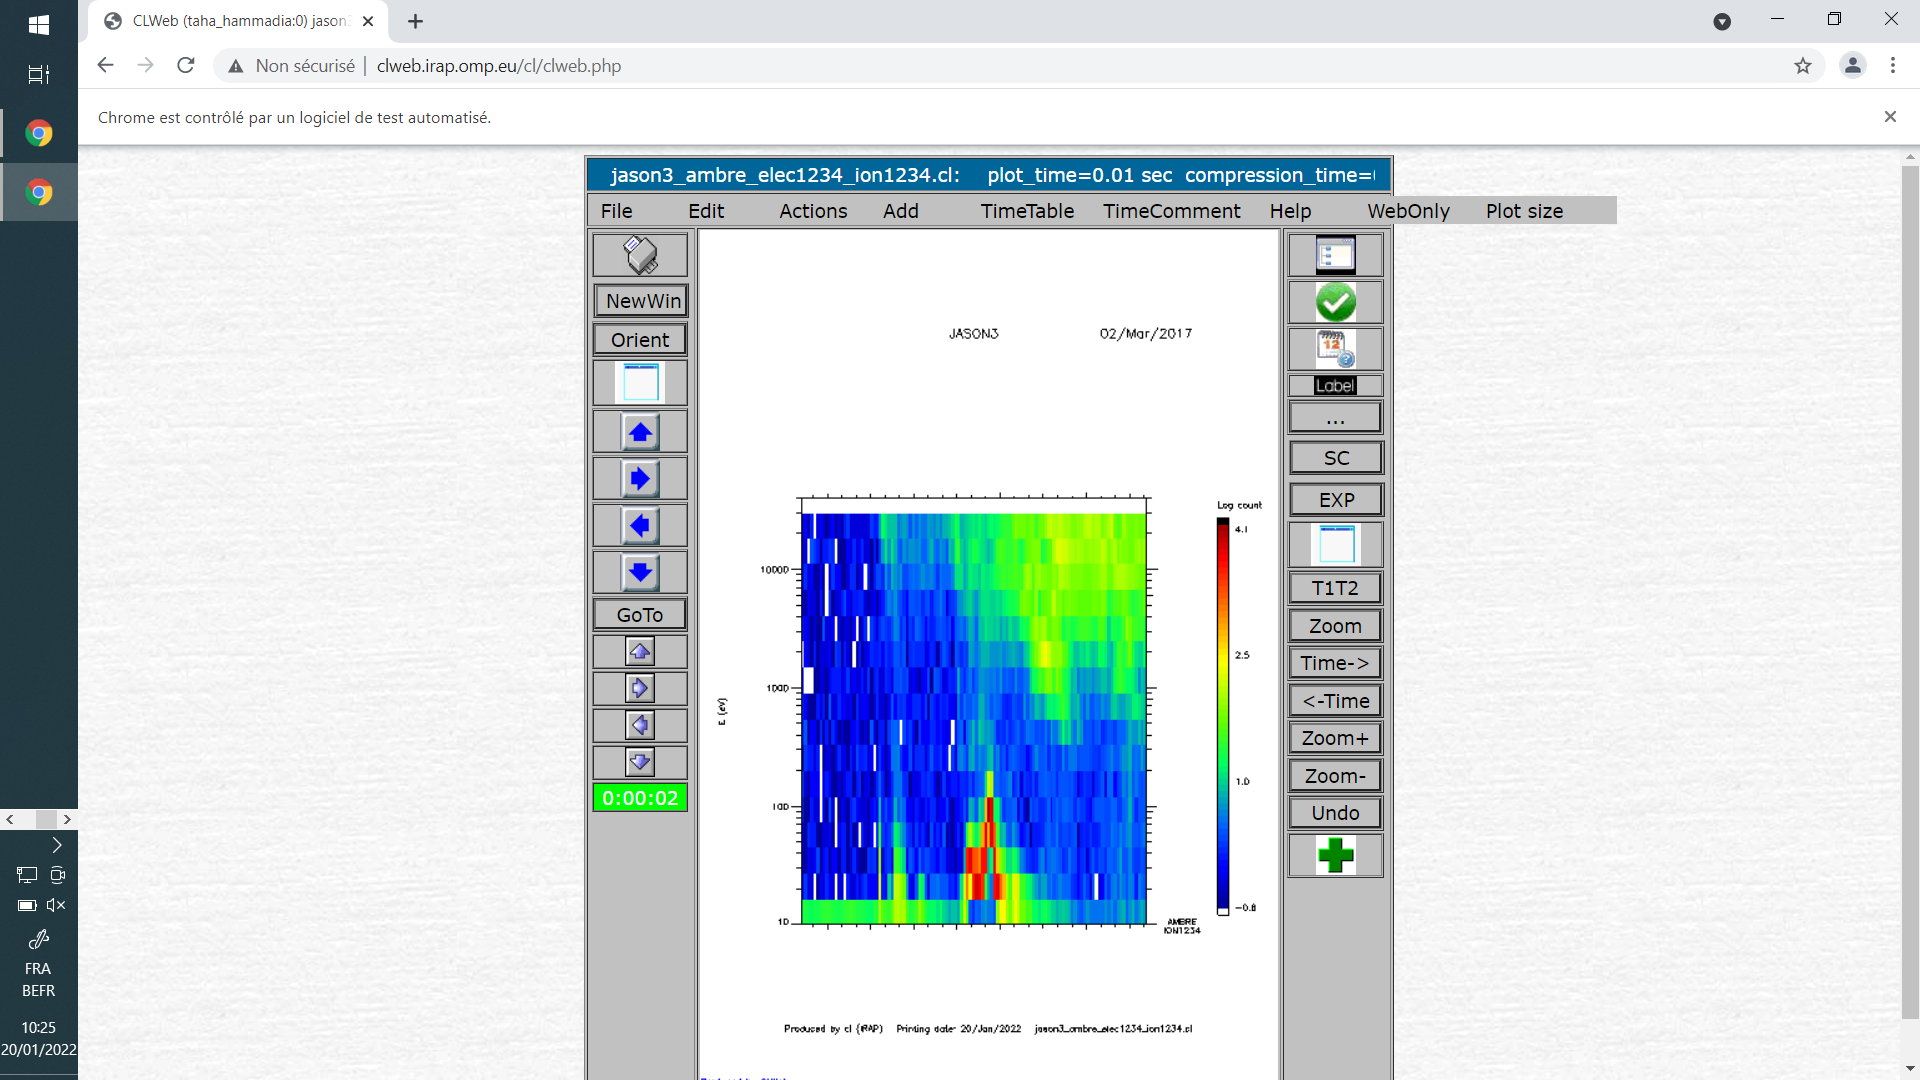 CLWeb (taha_hammadia:0) jason3
Non sécurisé | clweb.irap.omp.eu/cl/clweb.php
Chrome est contrôlé par un logiciel de test automatisé.
jason3_ambre_elec1234_ion1234.cl: plot_time=0.01 sec compression_time=
File Edit Actions Add TimeTable TimeComment Help WebOnly Plot size
NewWin
Orient
GoTo
0:00:02
JASON3 02/Mar/2017
Log count
4.1
2.5
1.0
-0.8
10000
1000
100
10
E (eV)
AMBRE
ION1234
Produced by cl (IRAP) Printing date: 20/Jan/2022 jason3_ambre_elec1234_ion1234.cl
12
Label
...
SC
EXP
T1T2
Zoom
Time->
<-Time
Zoom+
Zoom-
Undo
FRA
BEFR
10:25
20/01/2022